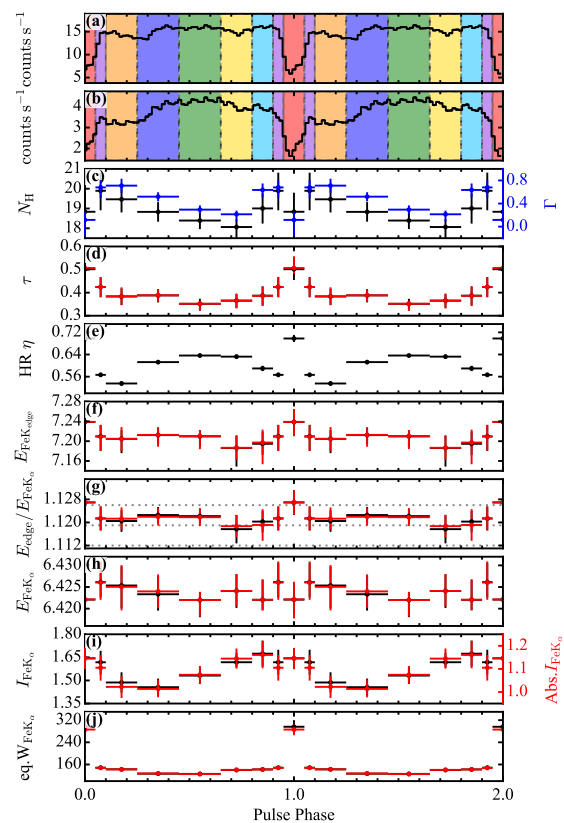 (a)
counts s⁻¹
15
10
5
(b)
counts s⁻¹
4
3
2
(c)
N_H
21
20
19
18
0.8
0.4
0.0
Γ
(d)
τ
0.6
0.5
0.4
0.3
(e)
HR η
0.72
0.64
0.56
(f)
E_FeK_edge
7.28
7.24
7.20
7.16
(g)
E_edge/E_FeK_α
1.128
1.120
1.112
(h)
E_FeK_α
6.430
6.425
6.420
(i)
I_FeK_α
1.80
1.65
1.50
1.35
1.2
1.1
1.0
Abs.I_FeK_α
(j)
eq.W_FeK_α
320
240
160
0.0
1.0
2.0
Pulse Phase